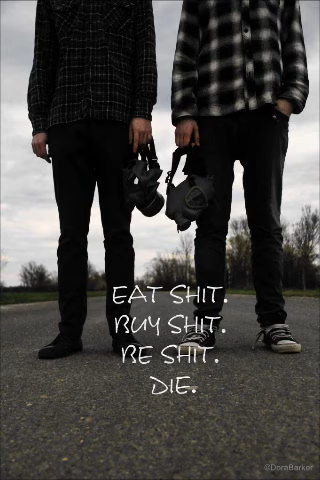 EAT SHIT.
BUY SHIT.
BE SHIT.
DIE.
©DoraBarker